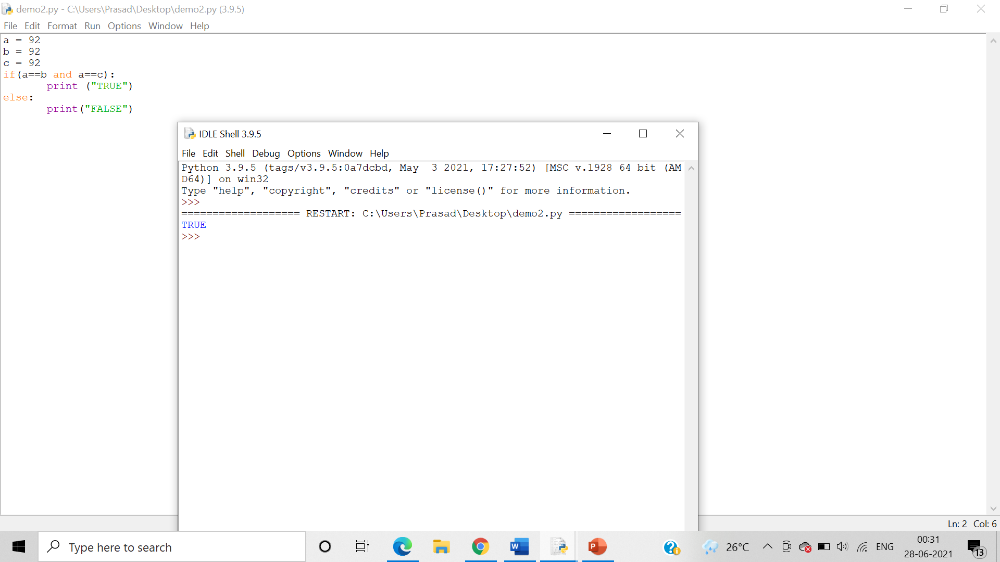 demo2.py - C:\Users\Prasad\Desktop\demo2.py (3.9.5)
File Edit Format Run Options Window Help
a = 92
b = 92
c = 92
if(a==b and a==c):
       print ("TRUE")
else:
       print("FALSE")
IDLE Shell 3.9.5
File Edit Shell Debug Options Window Help
Python 3.9.5 (tags/v3.9.5:0a7dcbd, May  3 2021, 17:27:52) [MSC v.1928 64 bit (AM
D64)] on win32
Type "help", "copyright", "credits" or "license()" for more information.
>>>
=================== RESTART: C:\Users\Prasad\Desktop\demo2.py ==================
TRUE
>>>
Ln: 2 Col: 6
Type here to search
W
P
26°C
ENG
00:31
28-06-2021
13